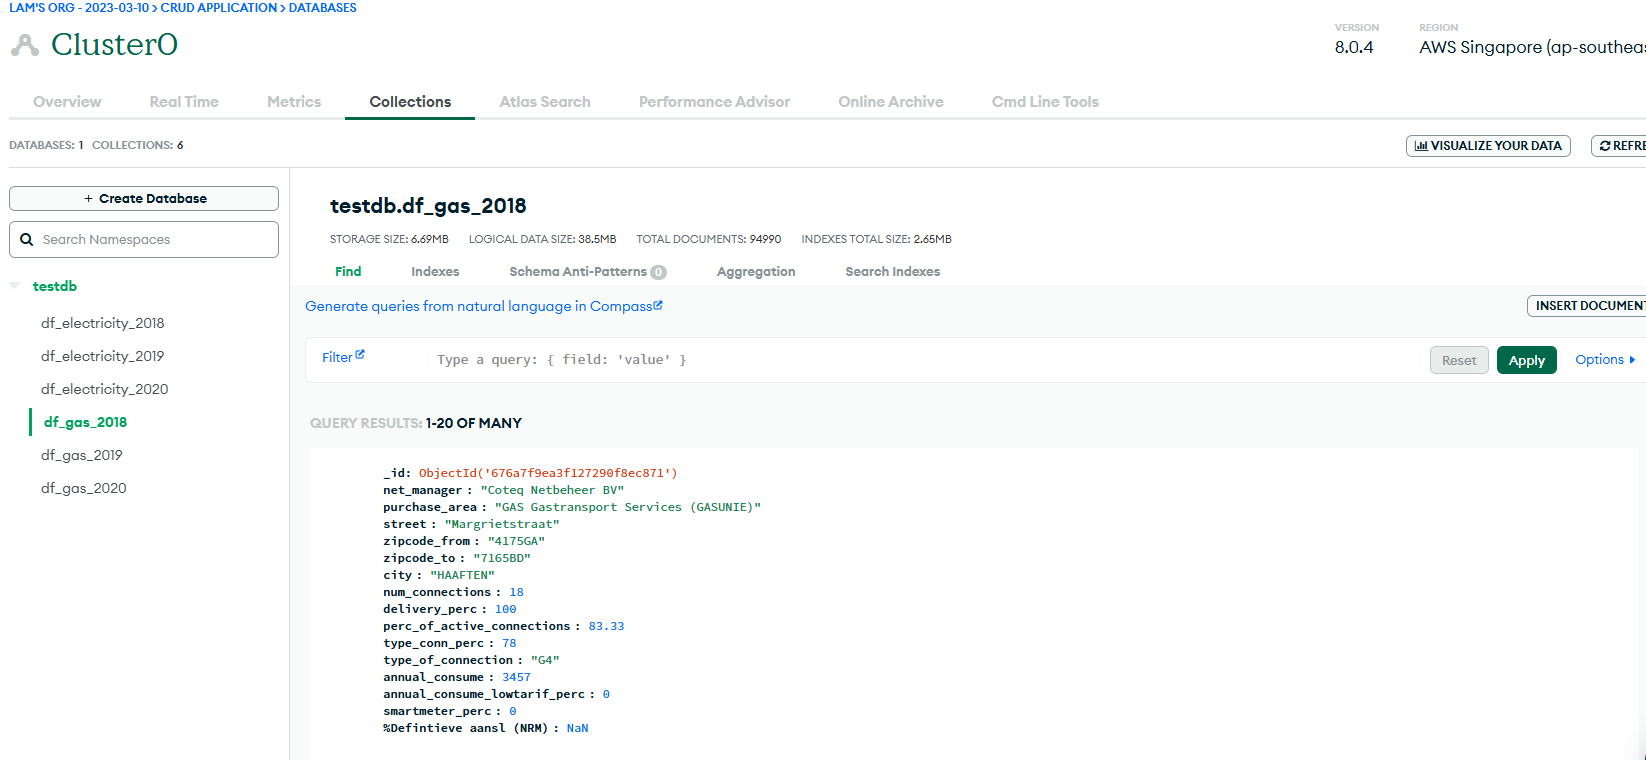 LAM'S ORG - 2023-03-10 > CRUD APPLICATION > DATABASES
Cluster0
VERSION
8.0.4
REGION
AWS Singapore (ap-southeas
Overview Real Time Metrics Collections Atlas Search Performance Advisor Online Archive Cmd Line Tools
DATABASES: 1 COLLECTIONS: 6
VISUALIZE YOUR DATA
REFRE
+ Create Database
Search Namespaces
testdb
df_electricity_2018
df_electricity_2019
df_electricity_2020
df_gas_2018
df_gas_2019
df_gas_2020
testdb.df_gas_2018
STORAGE SIZE: 6.69MB LOGICAL DATA SIZE: 38.5MB TOTAL DOCUMENTS: 94990 INDEXES TOTAL SIZE: 2.65MB
Find Indexes Schema Anti-Patterns 0 Aggregation Search Indexes
Generate queries from natural language in Compass
INSERT DOCUMENT
Filter
Type a query: { field: 'value' }
Reset Apply Options
QUERY RESULTS: 1-20 OF MANY
_id: ObjectId('676a7f9ea3f127290f8ec871')
net_manager : "Coteq Netbeheer BV"
purchase_area : "GAS Gastransport Services (GASUNIE)"
street : "Margrietstraat"
zipcode_from : "4175GA"
zipcode_to : "7165BD"
city : "HAAFTEN"
num_connections : 18
delivery_perc : 100
perc_of_active_connections : 83.33
type_conn_perc : 78
type_of_connection : "G4"
annual_consume : 3457
annual_consume_lowtarif_perc : 0
smartmeter_perc : 0
%Defintieve aansl (NRM) : NaN